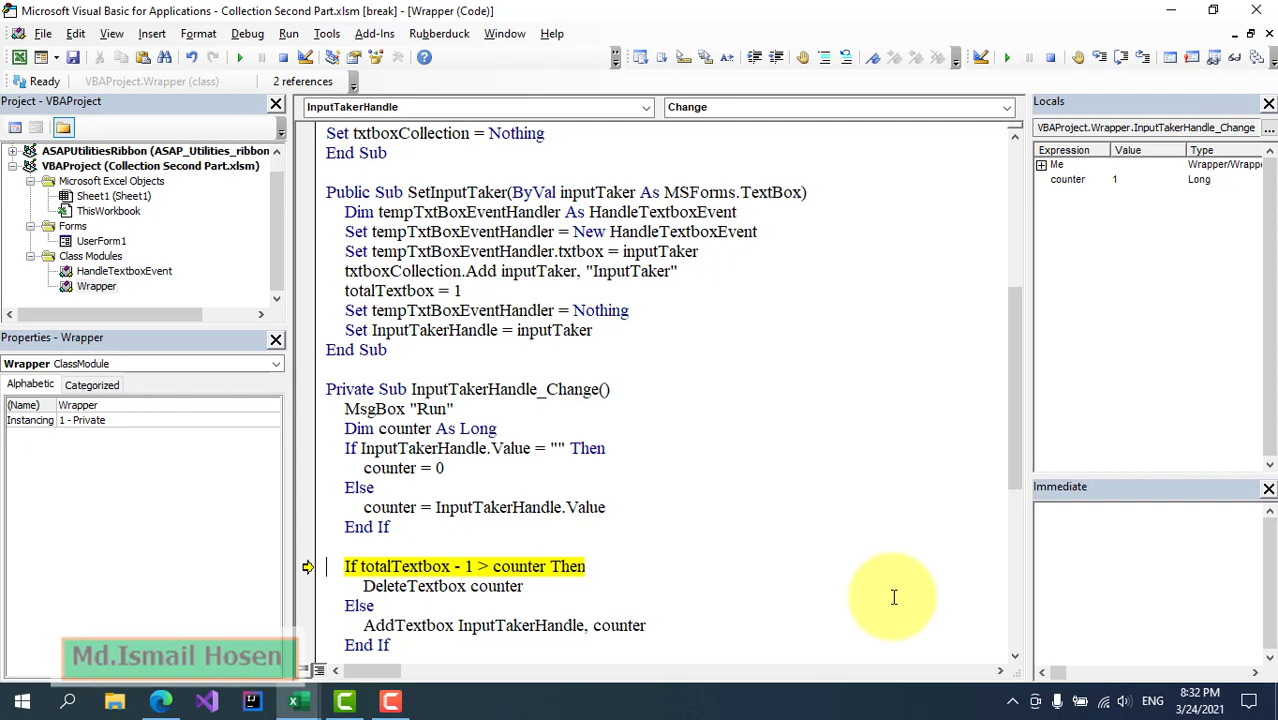 Microsoft Visual Basic for Applications - Collection Second Part.xlsm [break] - [Wrapper (Code)]
File Edit View Insert Format Debug Run Tools Add-Ins Rubberduck Window Help
Ready VBAProject.Wrapper (class) 2 references
Project - VBAProject
ASAPUtilitiesRibbon (ASAP_Utilities_ribbon
VBAProject (Collection Second Part.xlsm)
Microsoft Excel Objects
Sheet1 (Sheet1)
ThisWorkbook
Forms
UserForm1
Class Modules
HandleTextboxEvent
Wrapper
Properties - Wrapper
Wrapper ClassModule
Alphabetic Categorized
(Name) Wrapper
Instancing 1 - Private
InputTakerHandle Change
Set txtboxCollection = Nothing
End Sub
Public Sub SetInputTaker(ByVal inputTaker As MSForms.TextBox)
Dim tempTxtBoxEventHandler As HandleTextboxEvent
Set tempTxtBoxEventHandler = New HandleTextboxEvent
Set tempTxtBoxEventHandler.txtbox = inputTaker
txtboxCollection.Add inputTaker, "InputTaker"
totalTextbox = 1
Set tempTxtBoxEventHandler = Nothing
Set InputTakerHandle = inputTaker
End Sub
Private Sub InputTakerHandle_Change()
MsgBox "Run"
Dim counter As Long
If InputTakerHandle.Value = "" Then
counter = 0
Else
counter = InputTakerHandle.Value
End If
If totalTextbox - 1 > counter Then
DeleteTextbox counter
Else
AddTextbox InputTakerHandle, counter
End If
Locals
VBAProject.Wrapper.InputTakerHandle_Change ...
Expression Value Type
Me Wrapper/Wrappe
counter 1 Long
Immediate
Md.Ismail Hosen
ENG
8:32 PM
3/24/2021